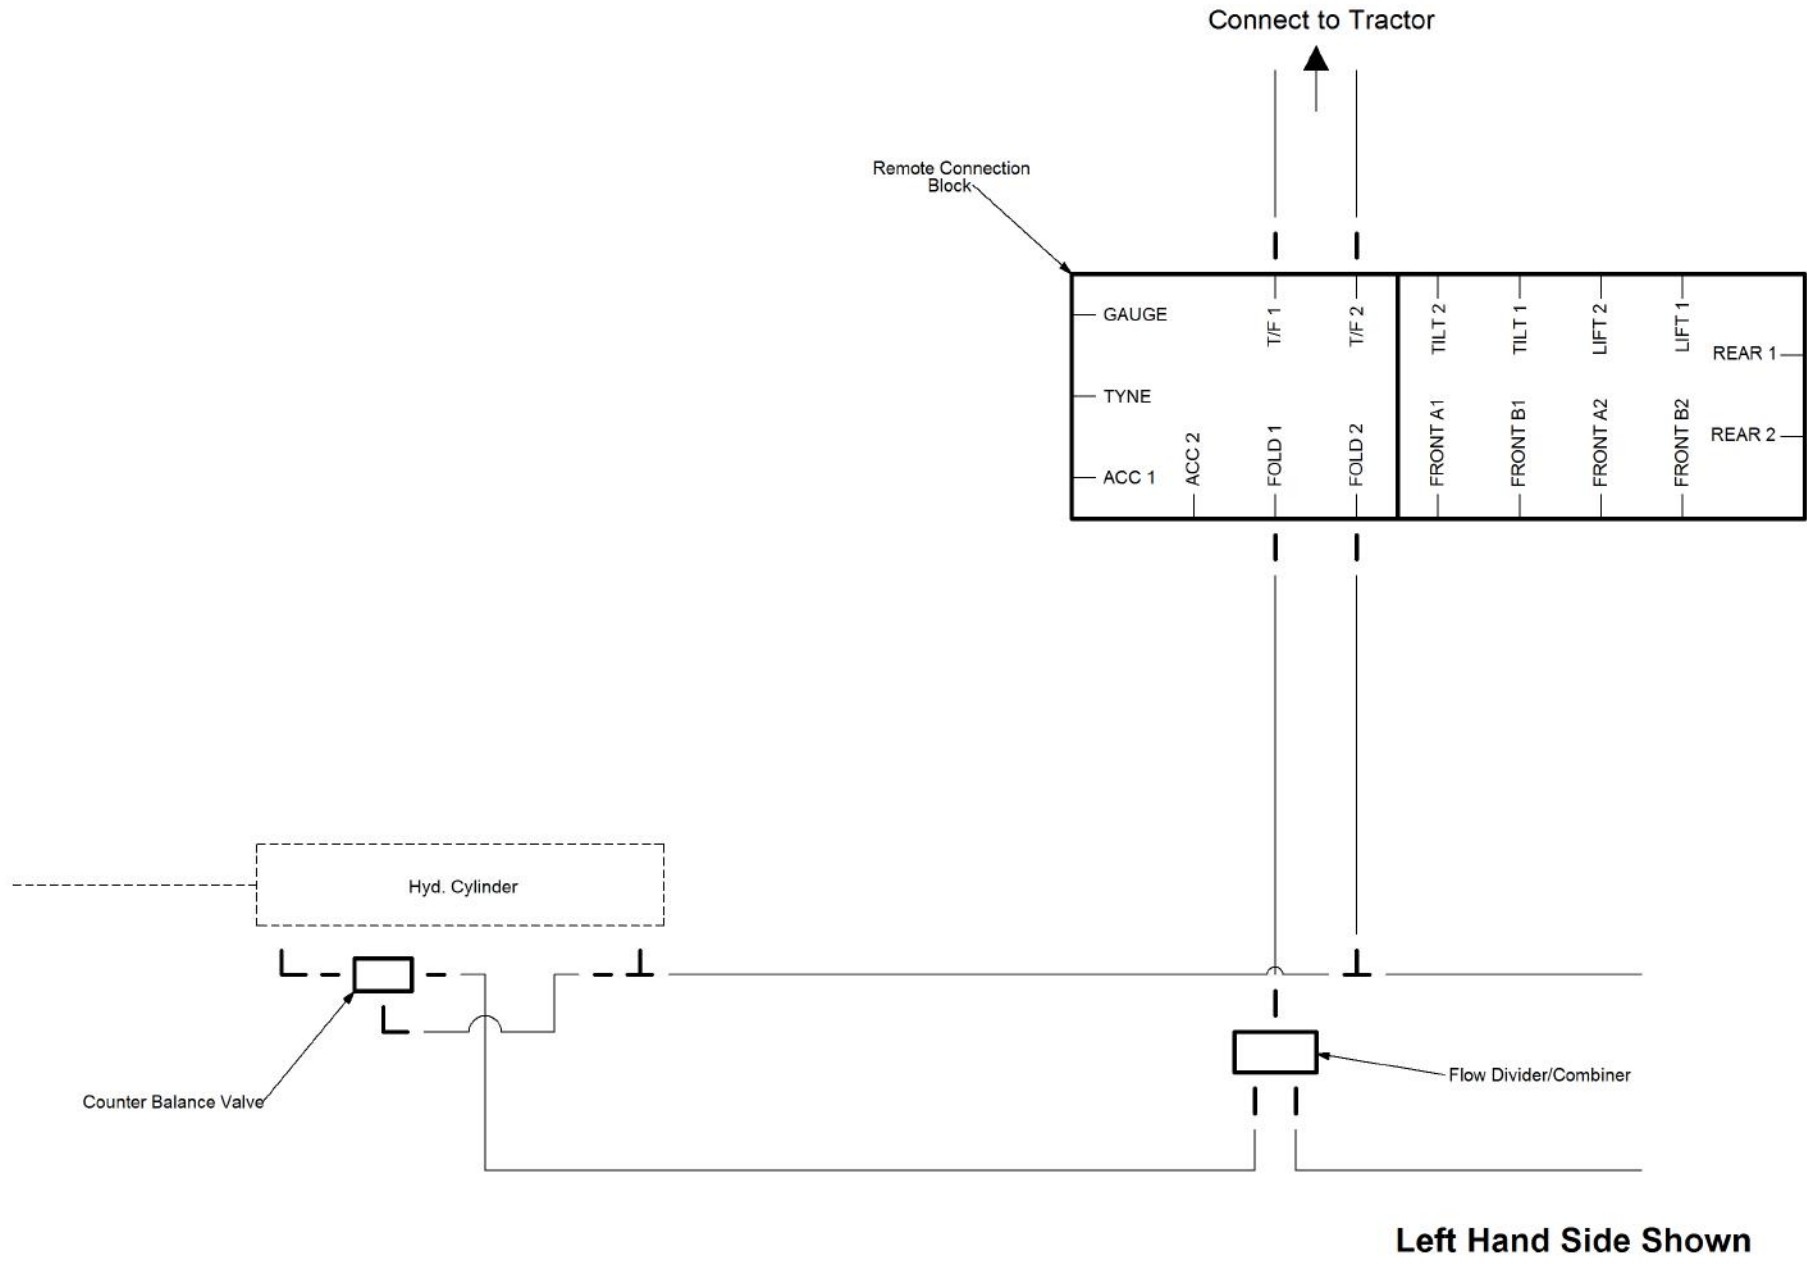 Connect to Tractor
Remote Connection
Block
GAUGE
TYNE
ACC 1
ACC 2
T/F 1
FOLD 1
T/F 2
FOLD 2
TILT 2
FRONT A1
TILT 1
FRONT B1
LIFT 2
FRONT A2
LIFT 1
FRONT B2
REAR 1
REAR 2
Hyd. Cylinder
Counter Balance Valve
Flow Divider/Combiner
Left Hand Side Shown